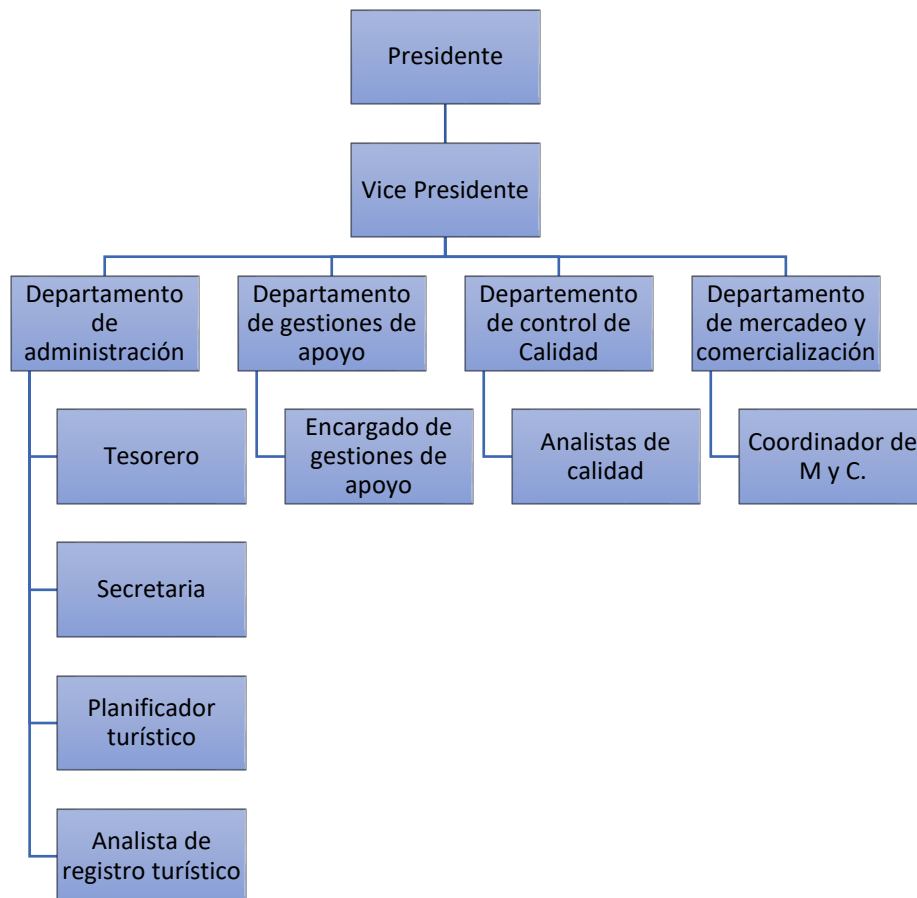 Presidente
Vice Presidente
Departamento
de
administración
Departamento
de gestiones de
apoyo
Departemento
de control de
Calidad
Departamento
de mercadeo y
comercialización
Tesorero
Encargado de
gestiones de
apoyo
Analistas de
calidad
Coordinador de
M y C.
Secretaria
Planificador
turístico
Analista de
registro turístico